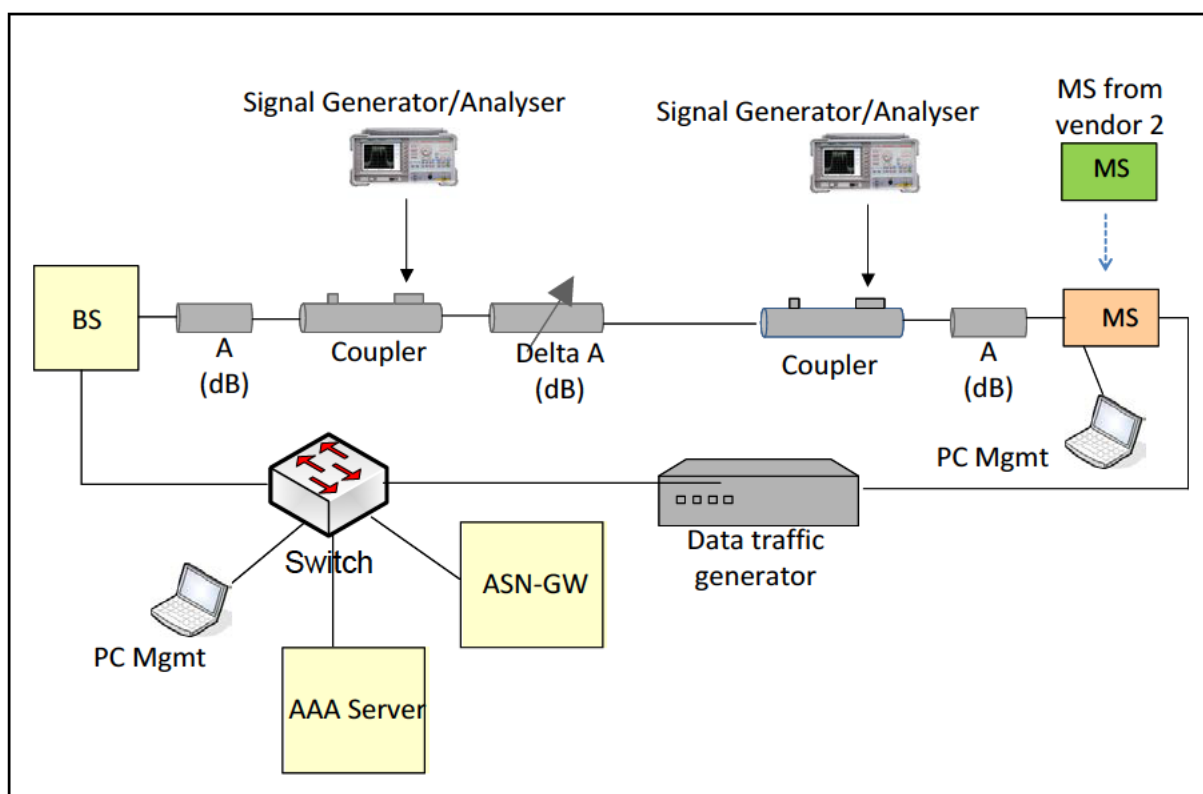 Signal Generator/Analyser
Signal Generator/Analyser
MS from
vendor 2
MS
BS
A
(dB)
Coupler
Delta A
(dB)
Coupler
A
(dB)
MS
PC Mgmt
Switch
Data traffic
generator
ASN-GW
PC Mgmt
AAA Server